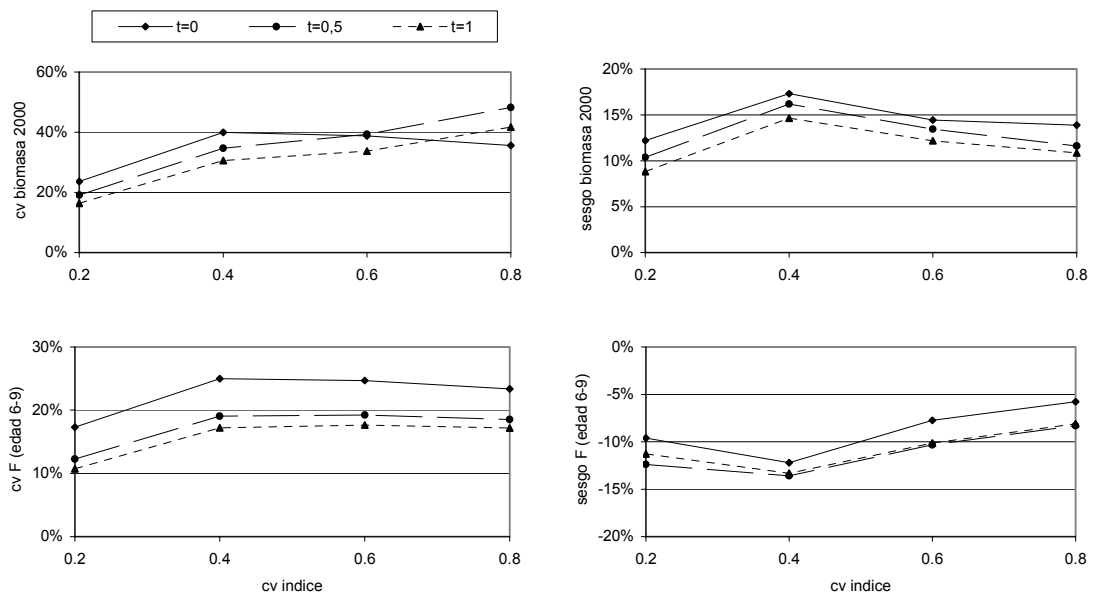 t=0 t=0,5 t=1
60%
40%
20%
0%
cv biomasa 2000
0.2 0.4 0.6 0.8
20%
15%
10%
5%
0%
sesgo biomasa 2000
0.2 0.4 0.6 0.8
30%
20%
10%
0%
cv F (edad 6-9)
0.2 0.4 0.6 0.8
cv indice
0%
-5%
-10%
-15%
-20%
sesgo F (edad 6-9)
0.2 0.4 0.6 0.8
cv indice